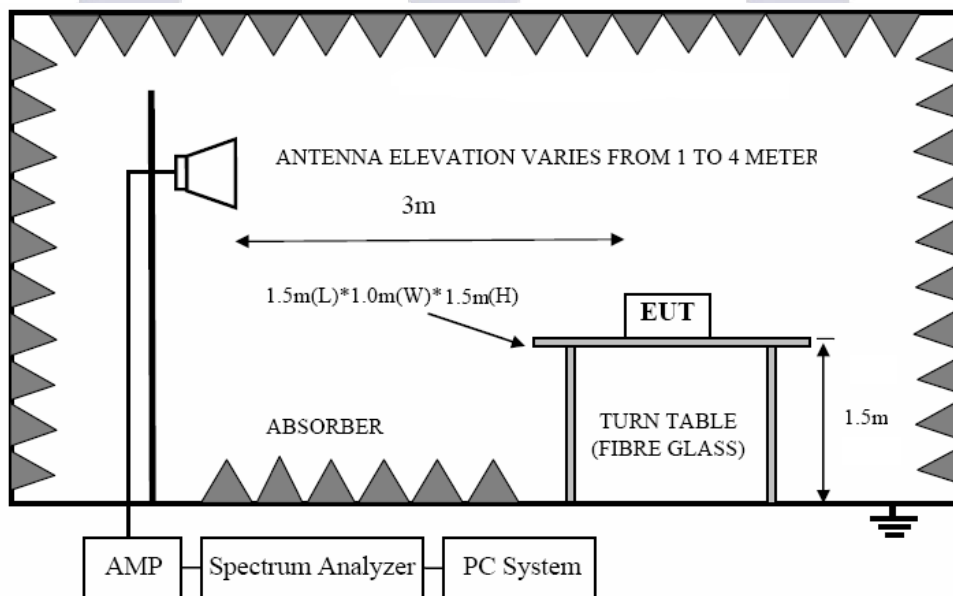 ANTENNA ELEVATION VARIES FROM 1 TO 4 METER
3m
1.5m(L)*1.0m(W)*1.5m(H)
EUT
1.5m
ABSORBER
TURN TABLE
(FIBRE GLASS)
AMP
Spectrum Analyzer
PC System